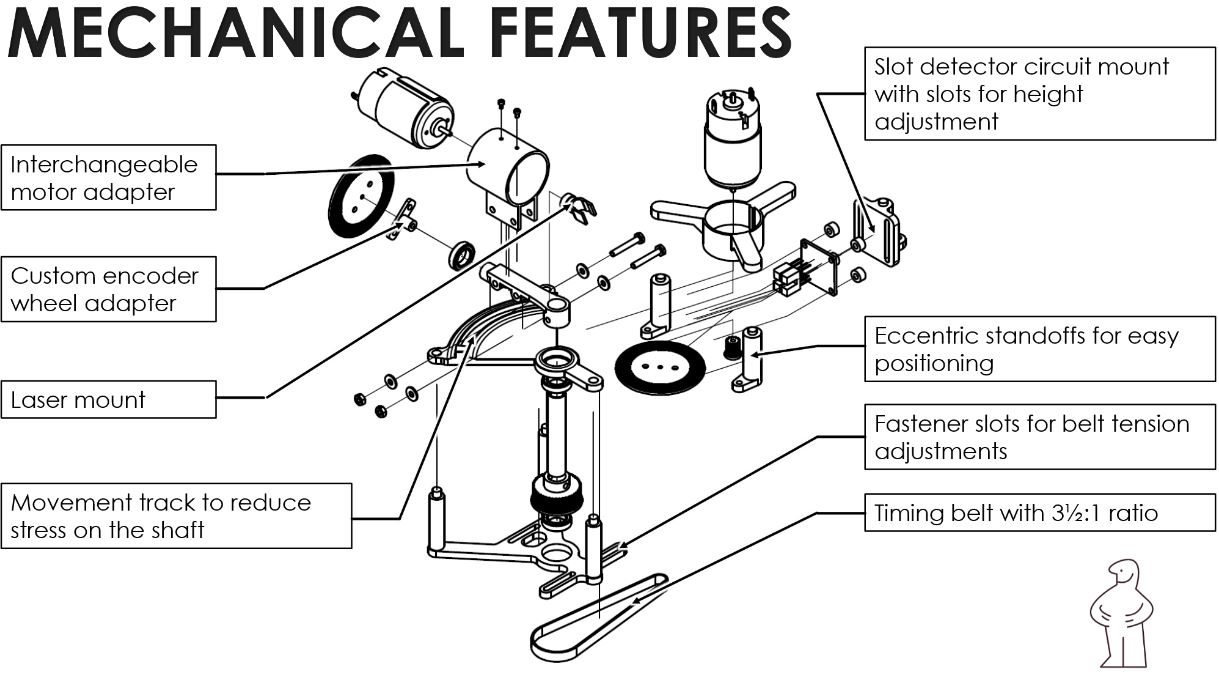 MECHANICAL FEATURES
Interchangeable
motor adapter
Custom encoder
wheel adapter
Laser mount
Movement track to reduce
stress on the shaft
Slot detector circuit mount
with slots for height
adjustment
Eccentric standoffs for easy
positioning
Fastener slots for belt tension
adjustments
Timing belt with 3½:1 ratio